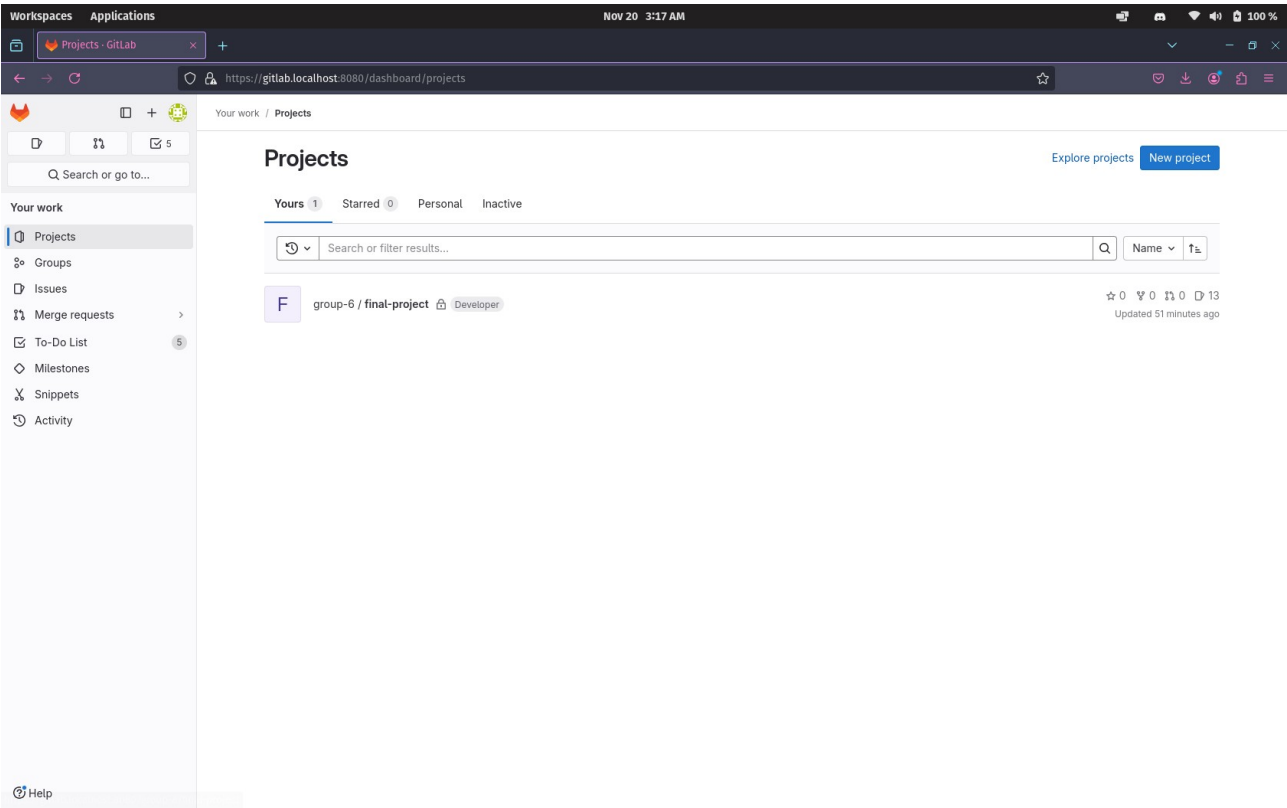 Workspaces Applications Nov 20 3:17 AM 100 %
Projects · GitLab
https://gitlab.localhost:8080/dashboard/projects
Your work / Projects
5
Search or go to...
Your work
Projects
Groups
Issues
Merge requests
To-Do List 5
Milestones
Snippets
Activity
Help
Projects
Explore projects New project
Yours 1 Starred 0 Personal Inactive
Search or filter results... Name
F group-6 / final-project Developer 0 0 0 13
Updated 51 minutes ago